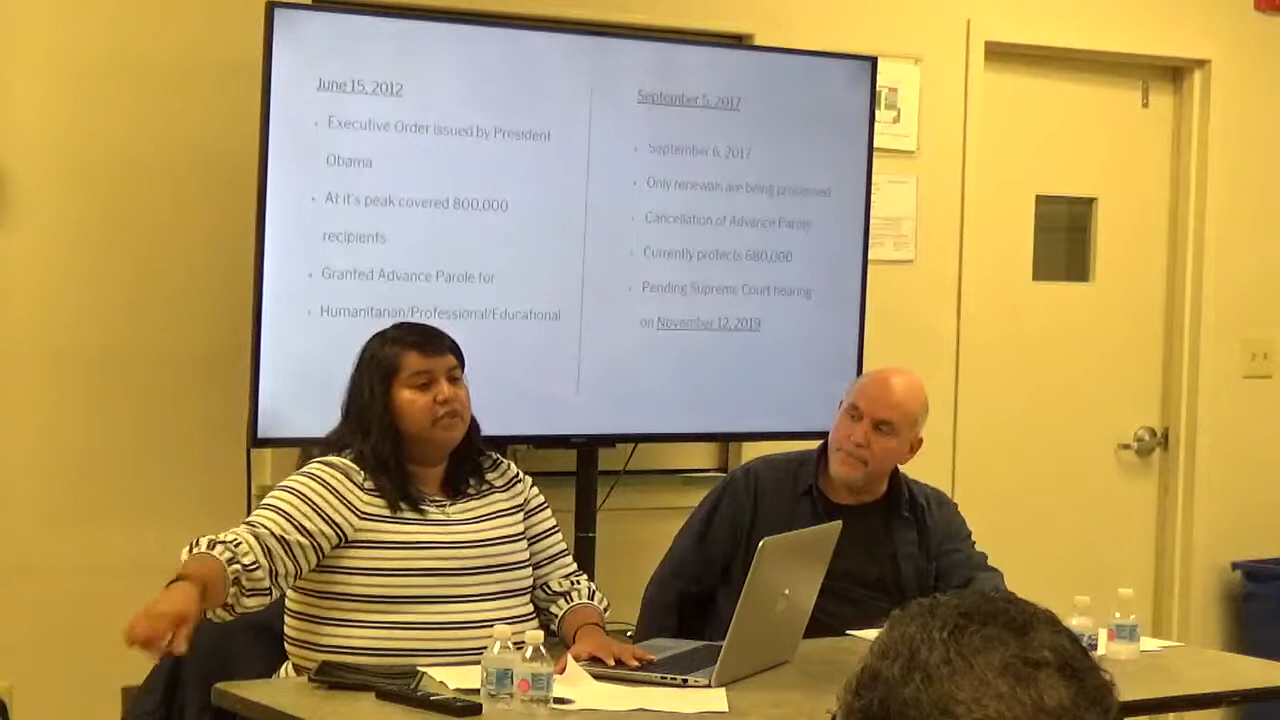 June 15, 2012
Executive Order issued by President
Obama
At it's peak covered 800,000
recipients
Granted Advance Parole for
Humanitarian/Professional/Educational
September 5, 2017
September 6, 2017
Only renewals are being processed
Cancellation of Advance Parole
Currently protects 680,000
Pending Supreme Court hearing
on November 12, 2019